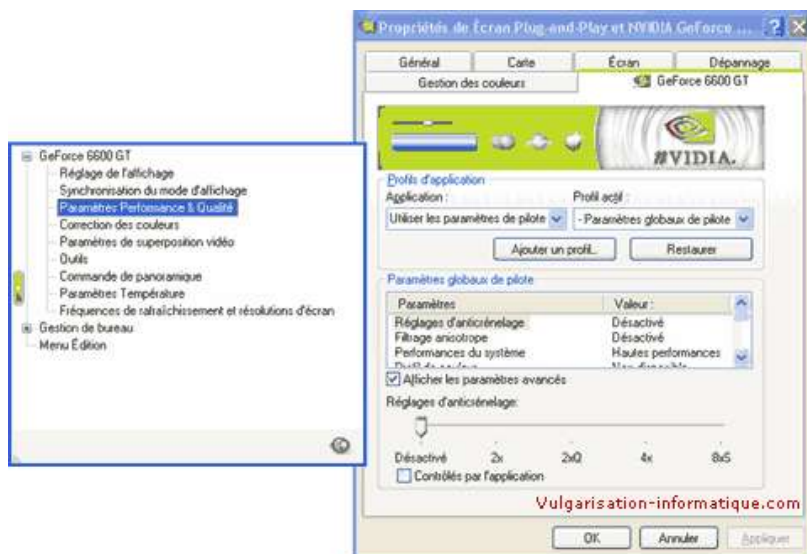 GeForce 6600 GT
Réglage de l'affichage
Synchronisation du mode d'affichage
Paramètres Performance & Qualité
Correction des couleurs
Paramètres de superposition vidéo
Outils
Commande de panoramique
Paramètres Température
Fréquences de rafraîchissement et résolutions d'écran
Gestion de bureau
Menu Édition
Propriétés de Écran Plug-and-Play et NVIDIA GeForce ...
Général Carte Écran Dépannage
Gestion des couleurs GeForce 6600 GT
NVIDIA.
Profils d'application
Application : Profil actif :
Utiliser les paramètres de pilote - Paramètres globaux de pilote
Ajouter un profil... Restaurer
Paramètres globaux de pilote
Paramètres Valeur :
Réglages d'anticrénelage Désactivé
Filtrage anisotrope Désactivé
Performances du système Hautes performances
Afficher les paramètres avancés
Réglages d'anticrénelage:
Désactivé 2x 2xQ 4x 8xS
Contrôlés par l'application
Vulgarisation-informatique.com
OK Annuler Appliquer